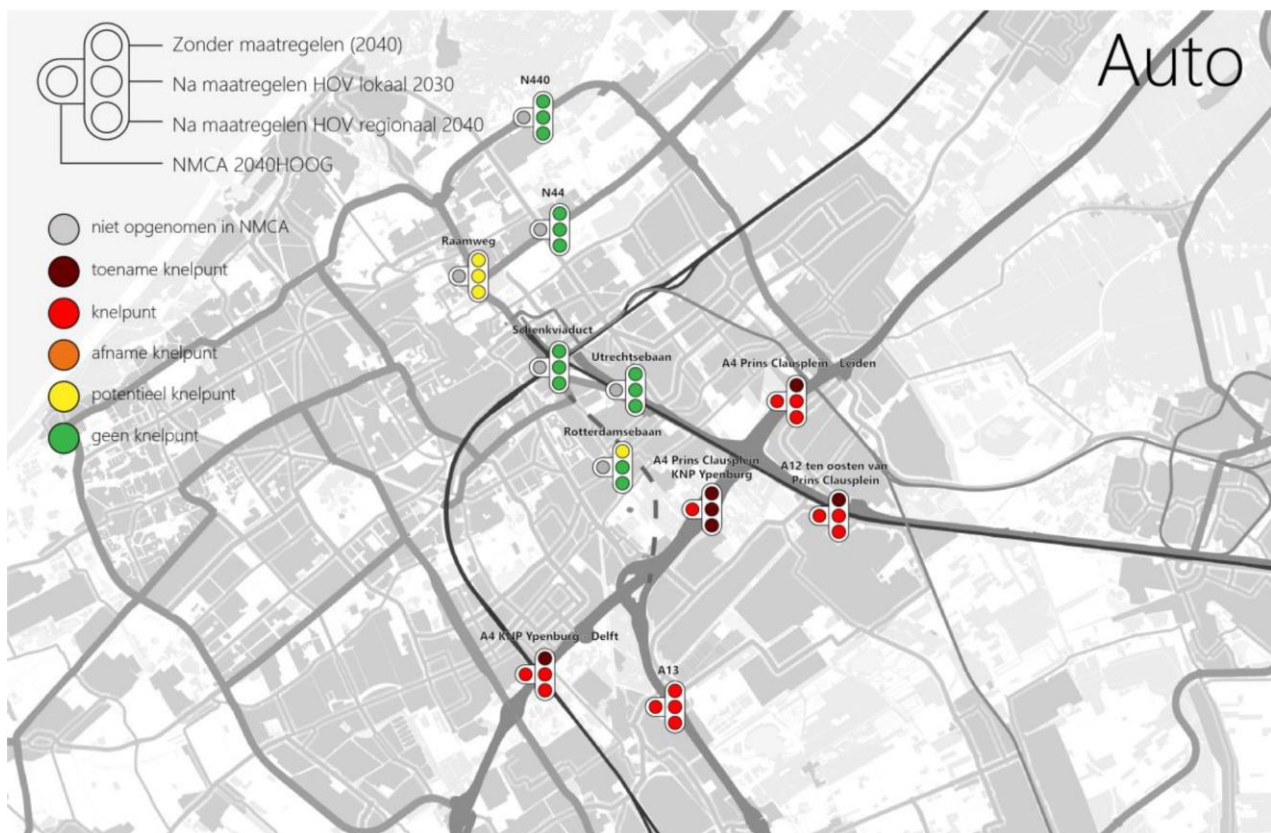 Auto
Zonder maatregelen (2040)
Na maatregelen HOV lokaal 2030
Na maatregelen HOV regionaal 2040
NMCA 2040HOOG
niet opgenomen in NMCA
toename knelpunt
knelpunt
afname knelpunt
potentieel knelpunt
geen knelpunt
N440
N44
Raamweg
Schenkviaduct
Utrechtsebaan
A4 Prins Clausplein - Leiden
Rotterdamsebaan
A4 Prins Clausplein
KNP Ypenburg
A12 ten oosten van
Prins Clausplein
A4 KNP Ypenburg - Delft
A13